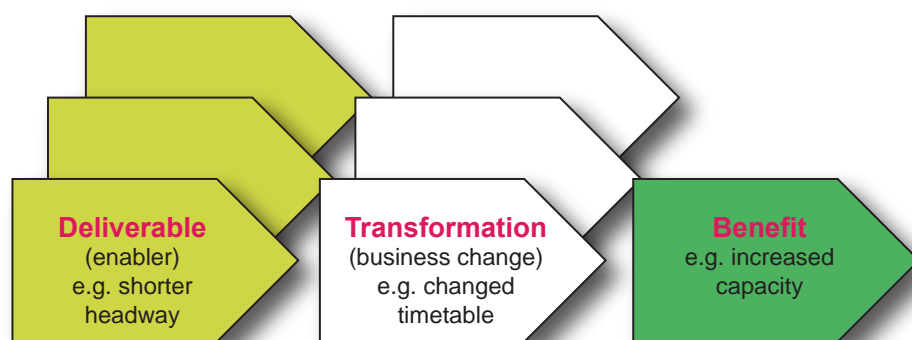 Deliverable
(enabler)
e.g. shorter
headway
Transformation
(business change)
e.g. changed
timetable
Benefit
e.g. increased
capacity